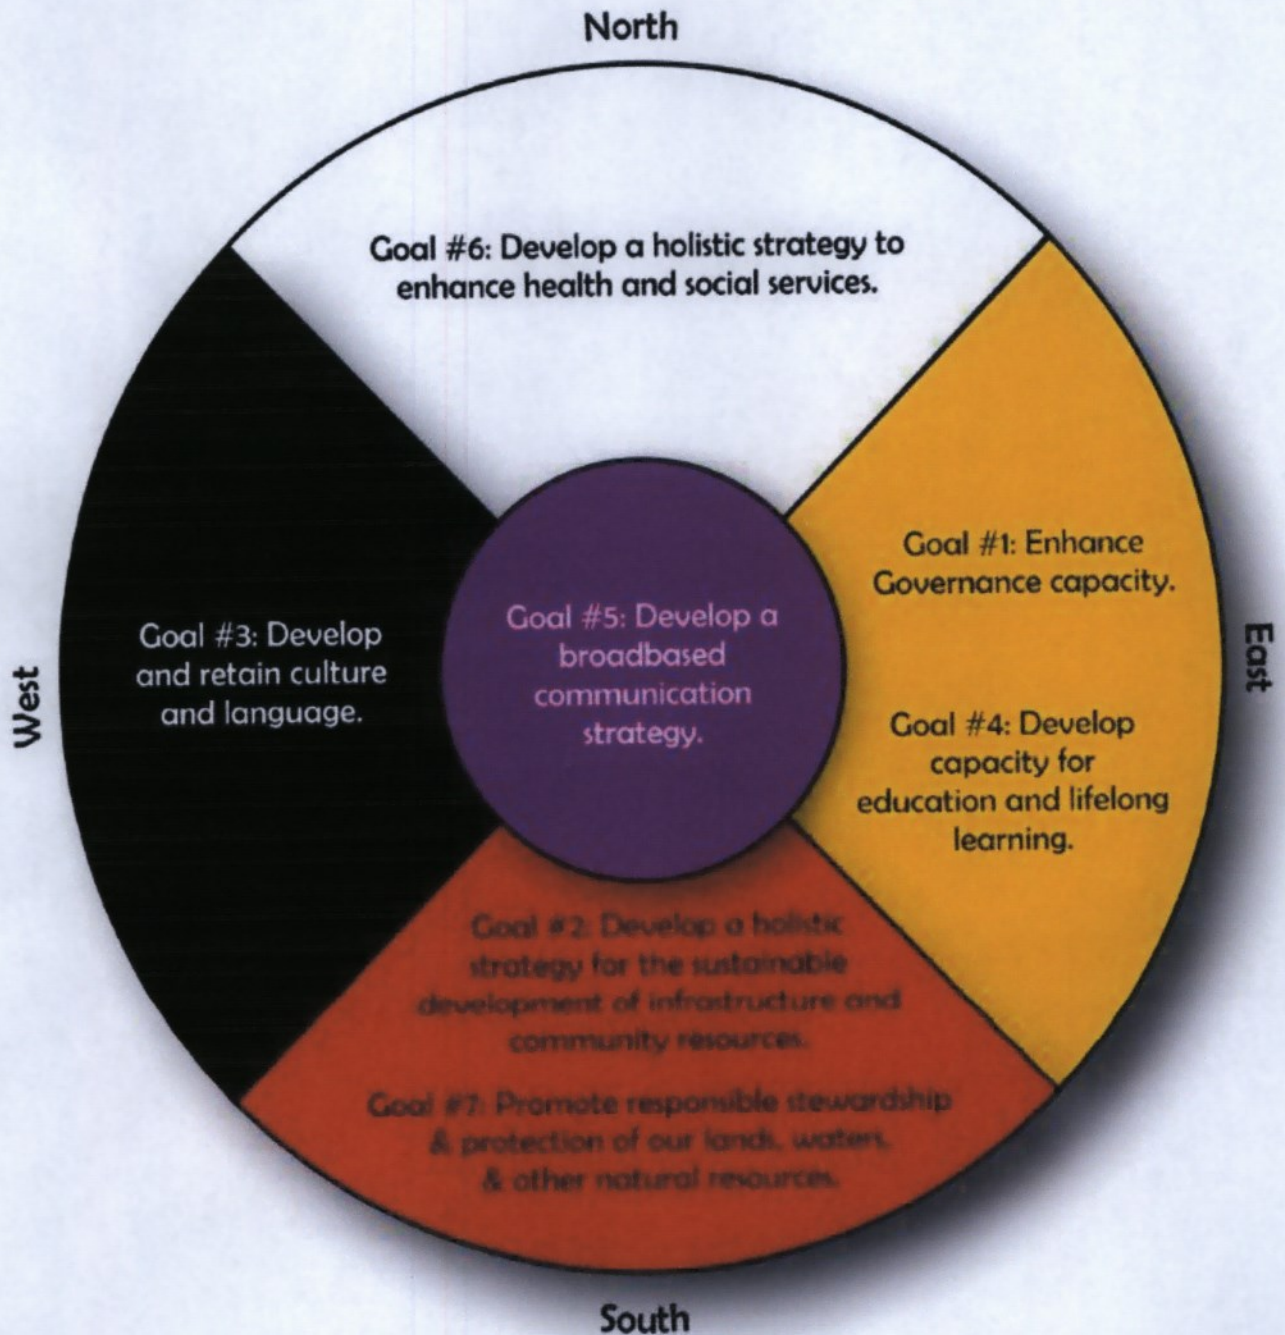 North
Goal #6: Develop a holistic strategy to
enhance health and social services.
Goal #1: Enhance
Governance capacity.
Goal #3: Develop
and retain culture
and language.
Goal #5: Develop a
broadbased
communication
strategy.
West
East
Goal #4: Develop
capacity for
education and lifelong
learning.
Goal #2: Develop a holistic
strategy for the sustainable
development of infrastructure and
community resources.
Goal #7: Promote responsible stewardship
& protection of our lands, waters,
& other natural resources.
South